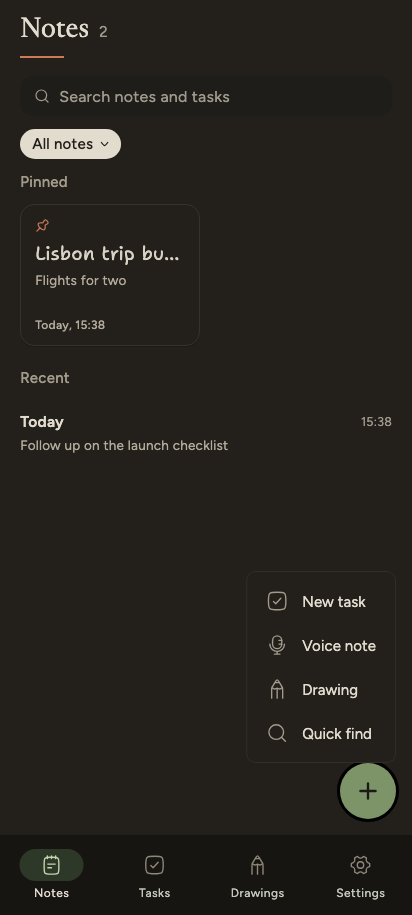 Notes 2
Search notes and tasks
All notes
Pinned
Lisbon trip bu...
Flights for two
Today, 15:38
Recent
Today 15:38
Follow up on the launch checklist
New task
Voice note
Drawing
Quick find
Notes Tasks Drawings Settings